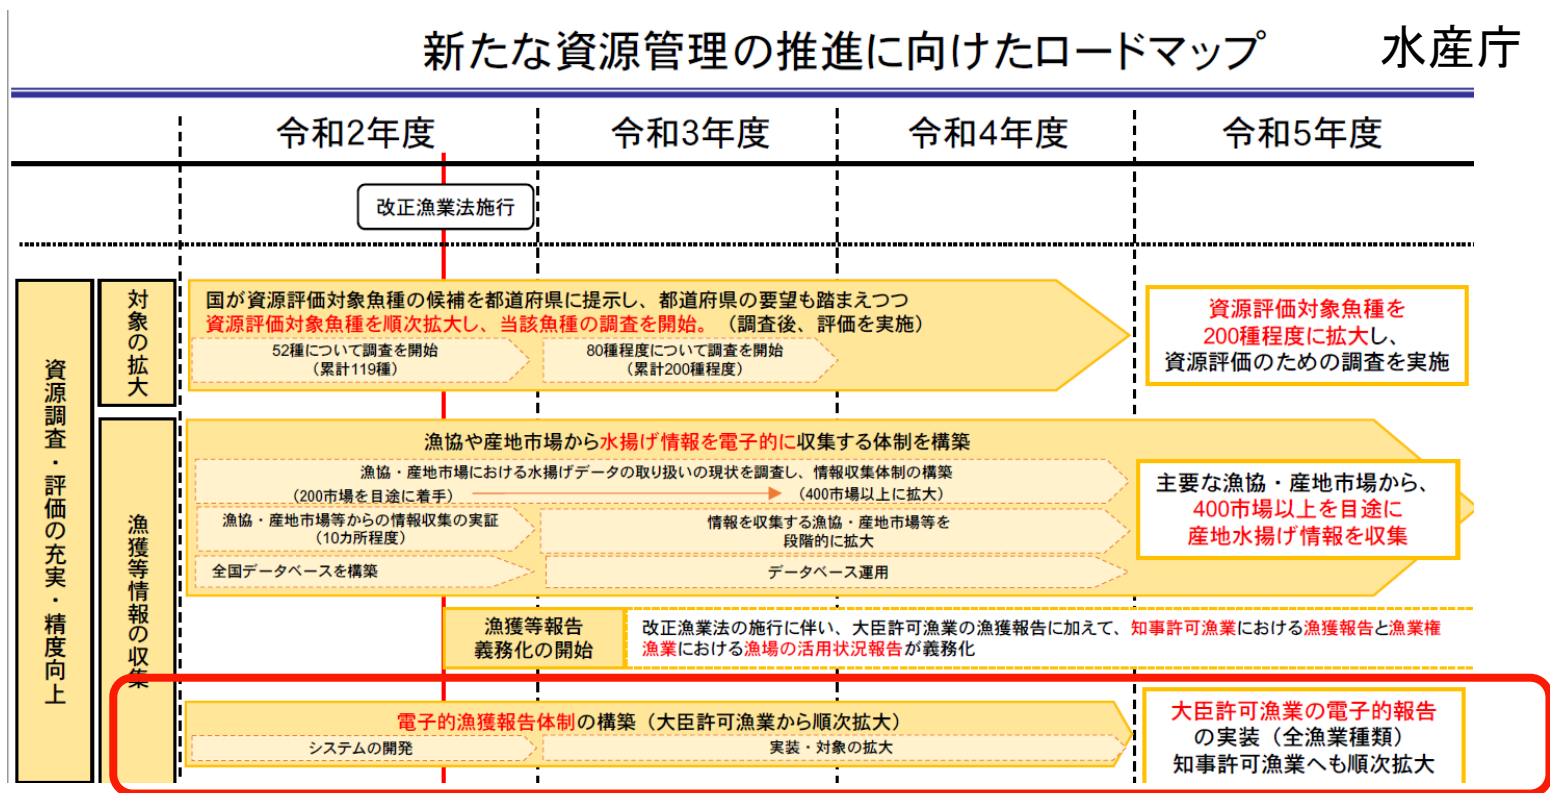 新たな資源管理の推進に向けたロードマップ
水産庁
令和2年度
令和3年度
令和4年度
令和5年度
改正漁業法施行
資源調査・評価の充実・精度向上
対象の拡大
国が資源評価対象魚種の候補を都道府県に提示し、都道府県の要望も踏まえつつ
資源評価対象魚種を順次拡大し、当該魚種の調査を開始。（調査後、評価を実施）
52種について調査を開始
（累計119種）
80種程度について調査を開始
（累計200種程度）
資源評価対象魚種を
200種程度に拡大し、
資源評価のための調査を実施
漁獲等情報の収集
漁協や産地市場から水揚げ情報を電子的に収集する体制を構築
漁協・産地市場における水揚げデータの取り扱いの現状を調査し、情報収集体制の構築
（200市場を目途に着手）
（400市場以上に拡大）
漁協・産地市場等からの情報収集の実証
（10カ所程度）
情報を収集する漁協・産地市場等を
段階的に拡大
全国データベースを構築
データベース運用
主要な漁協・産地市場から、
400市場以上を目途に
産地水揚げ情報を収集
漁獲等報告
義務化の開始
改正漁業法の施行に伴い、大臣許可漁業の漁獲報告に加えて、知事許可漁業における漁獲報告と漁業権
漁業における漁場の活用状況報告が義務化
電子的漁獲報告体制の構築（大臣許可漁業から順次拡大）
システムの開発
実装・対象の拡大
大臣許可漁業の電子的報告
の実装（全漁業種類）
知事許可漁業へも順次拡大